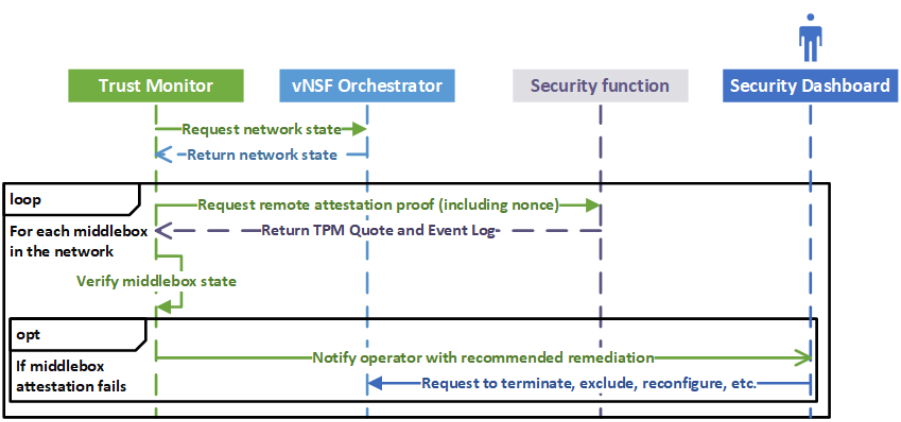 Trust Monitor
vNSF Orchestrator
Security function
Security Dashboard
Request network state
Return network state
loop
For each middlebox
in the network
Request remote attestation proof (including nonce)
Return TPM Quote and Event Log
Verify middlebox state
opt
If middlebox
attestation fails
Notify operator with recommended remediation
Request to terminate, exclude, reconfigure, etc.